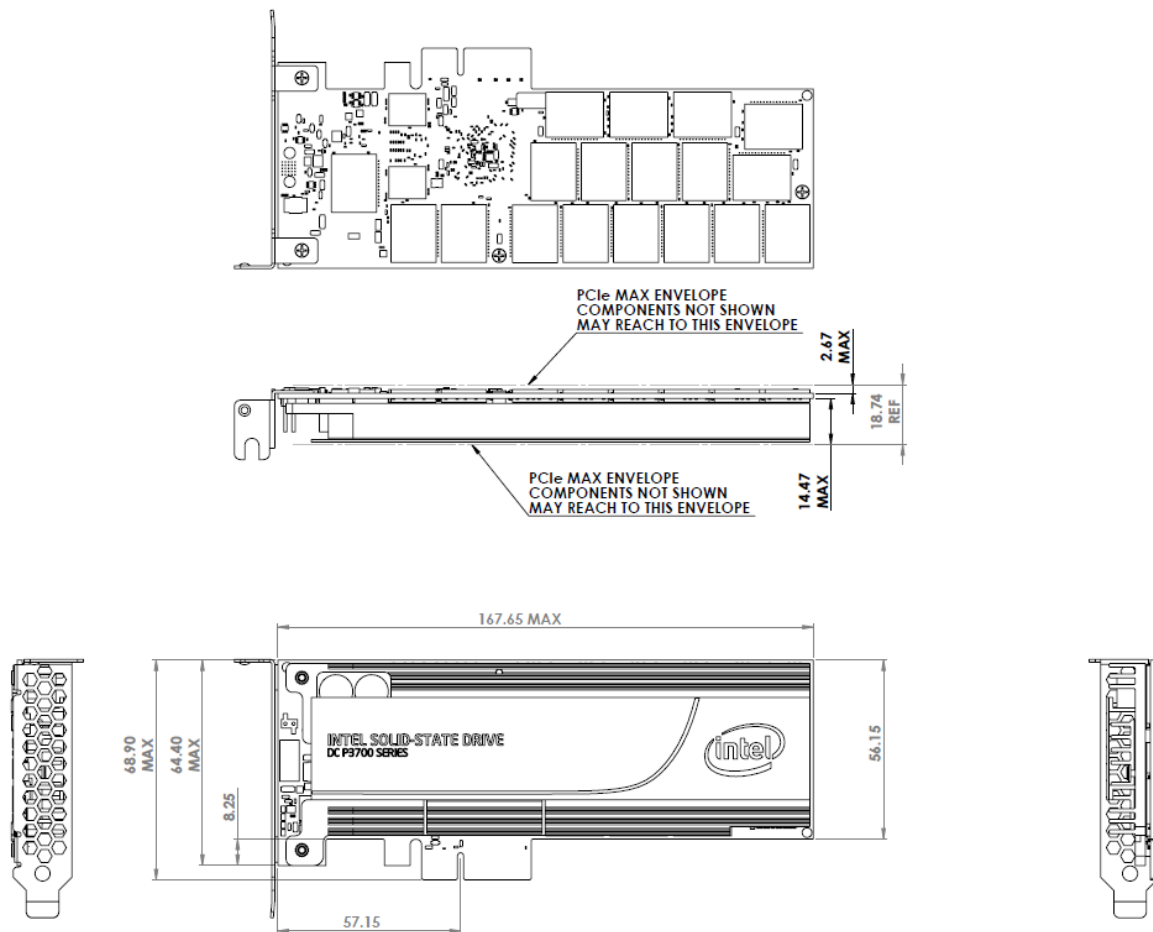 PCIe MAX ENVELOPE
COMPONENTS NOT SHOWN
MAY REACH TO THIS ENVELOPE
2.67
MAX
18.74
REF
14.47
MAX
PCIe MAX ENVELOPE
COMPONENTS NOT SHOWN
MAY REACH TO THIS ENVELOPE
167.65 MAX
68.90
MAX
64.40
MAX
8.25
INTEL SOLID-STATE DRIVE
DC P3700 SERIES
intel
56.15
57.15